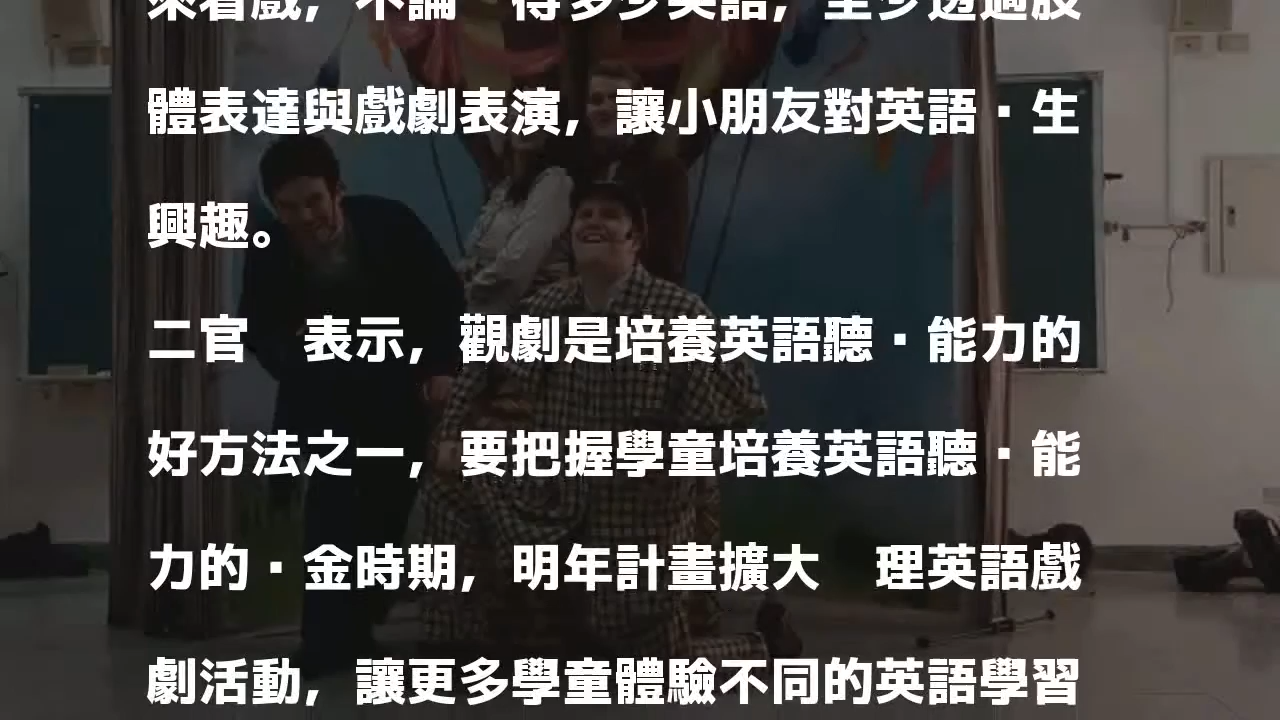 來看戲，不論　得多少英語，至少透過肢
體表達與戲劇表演，讓小朋友對英語·生
興趣。
二官　表示，觀劇是培養英語聽·能力的
好方法之一，要把握學童培養英語聽·能
力的·金時期，明年計畫擴大　理英語戲
劇活動，讓更多學童體驗不同的英語學習